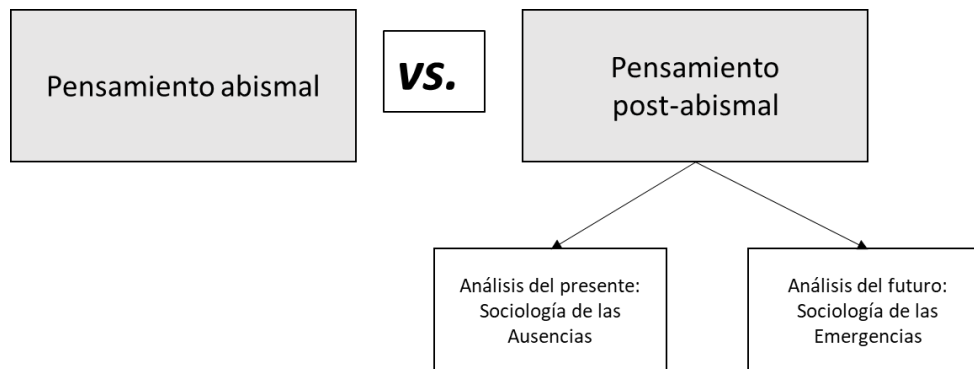 Pensamiento abismal
vs.
Pensamiento
post-abismal
Análisis del presente:
Sociología de las
Ausencias
Análisis del futuro:
Sociología de las
Emergencias